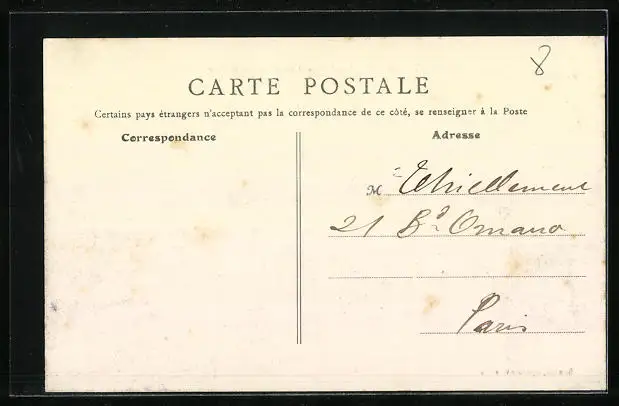 8
CARTE POSTALE
Certains pays étrangers n'acceptant pas la correspondance de ce côté, se renseigner à la Poste
Correspondance
Adresse
M Thiellement
21 Bd Ornano
Paris